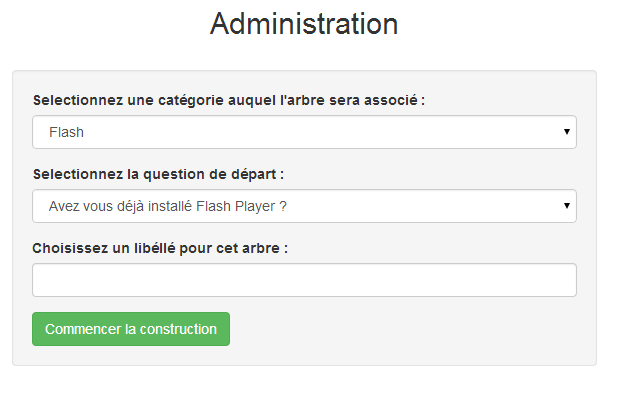 Administration
Selectionnez une catégorie auquel l'arbre sera associé :
Flash
Selectionnez la question de départ :
Avez vous déjà installé Flash Player ?
Choisissez un libéllé pour cet arbre :
Commencer la construction